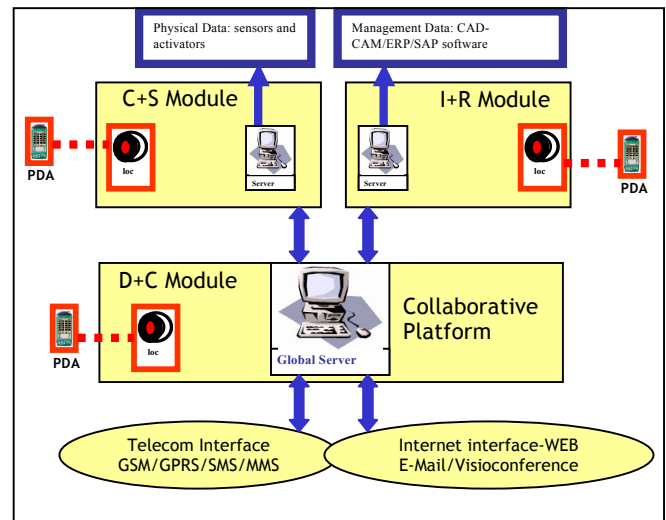 Physical Data: sensors and
activators
Management Data: CAD-
CAM/ERP/SAP software
C+S Module
I+R Module
loc
Server
Server
loc
PDA
PDA
D+C Module
Collaborative
Platform
loc
Global Server
PDA
Telecom Interface
GSM/GPRS/SMS/MMS
Internet interface-WEB
E-Mail/Visioconference